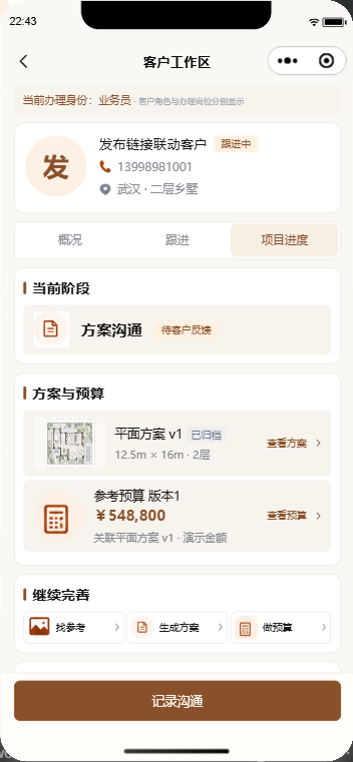 22:43
客户工作区
当前办理身份：业务员 · 客户角色与办理岗位分别显示
发
发布链接联动客户 跟进中
13998981001
武汉 · 二层乡墅
概况 跟进 项目进度
当前阶段
方案沟通 待客户反馈
方案与预算
平面方案 v1 已归档
12.5m × 16m · 2层
查看方案
参考预算 版本1
￥548,800
关联平面方案 v1 · 演示金额
查看预算
继续完善
找参考 生成方案 做预算
记录沟通